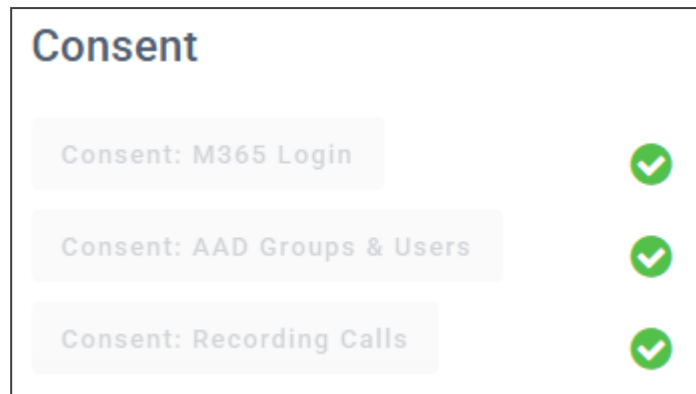 Consent
Consent: M365 Login
Consent: AAD Groups & Users
Consent: Recording Calls